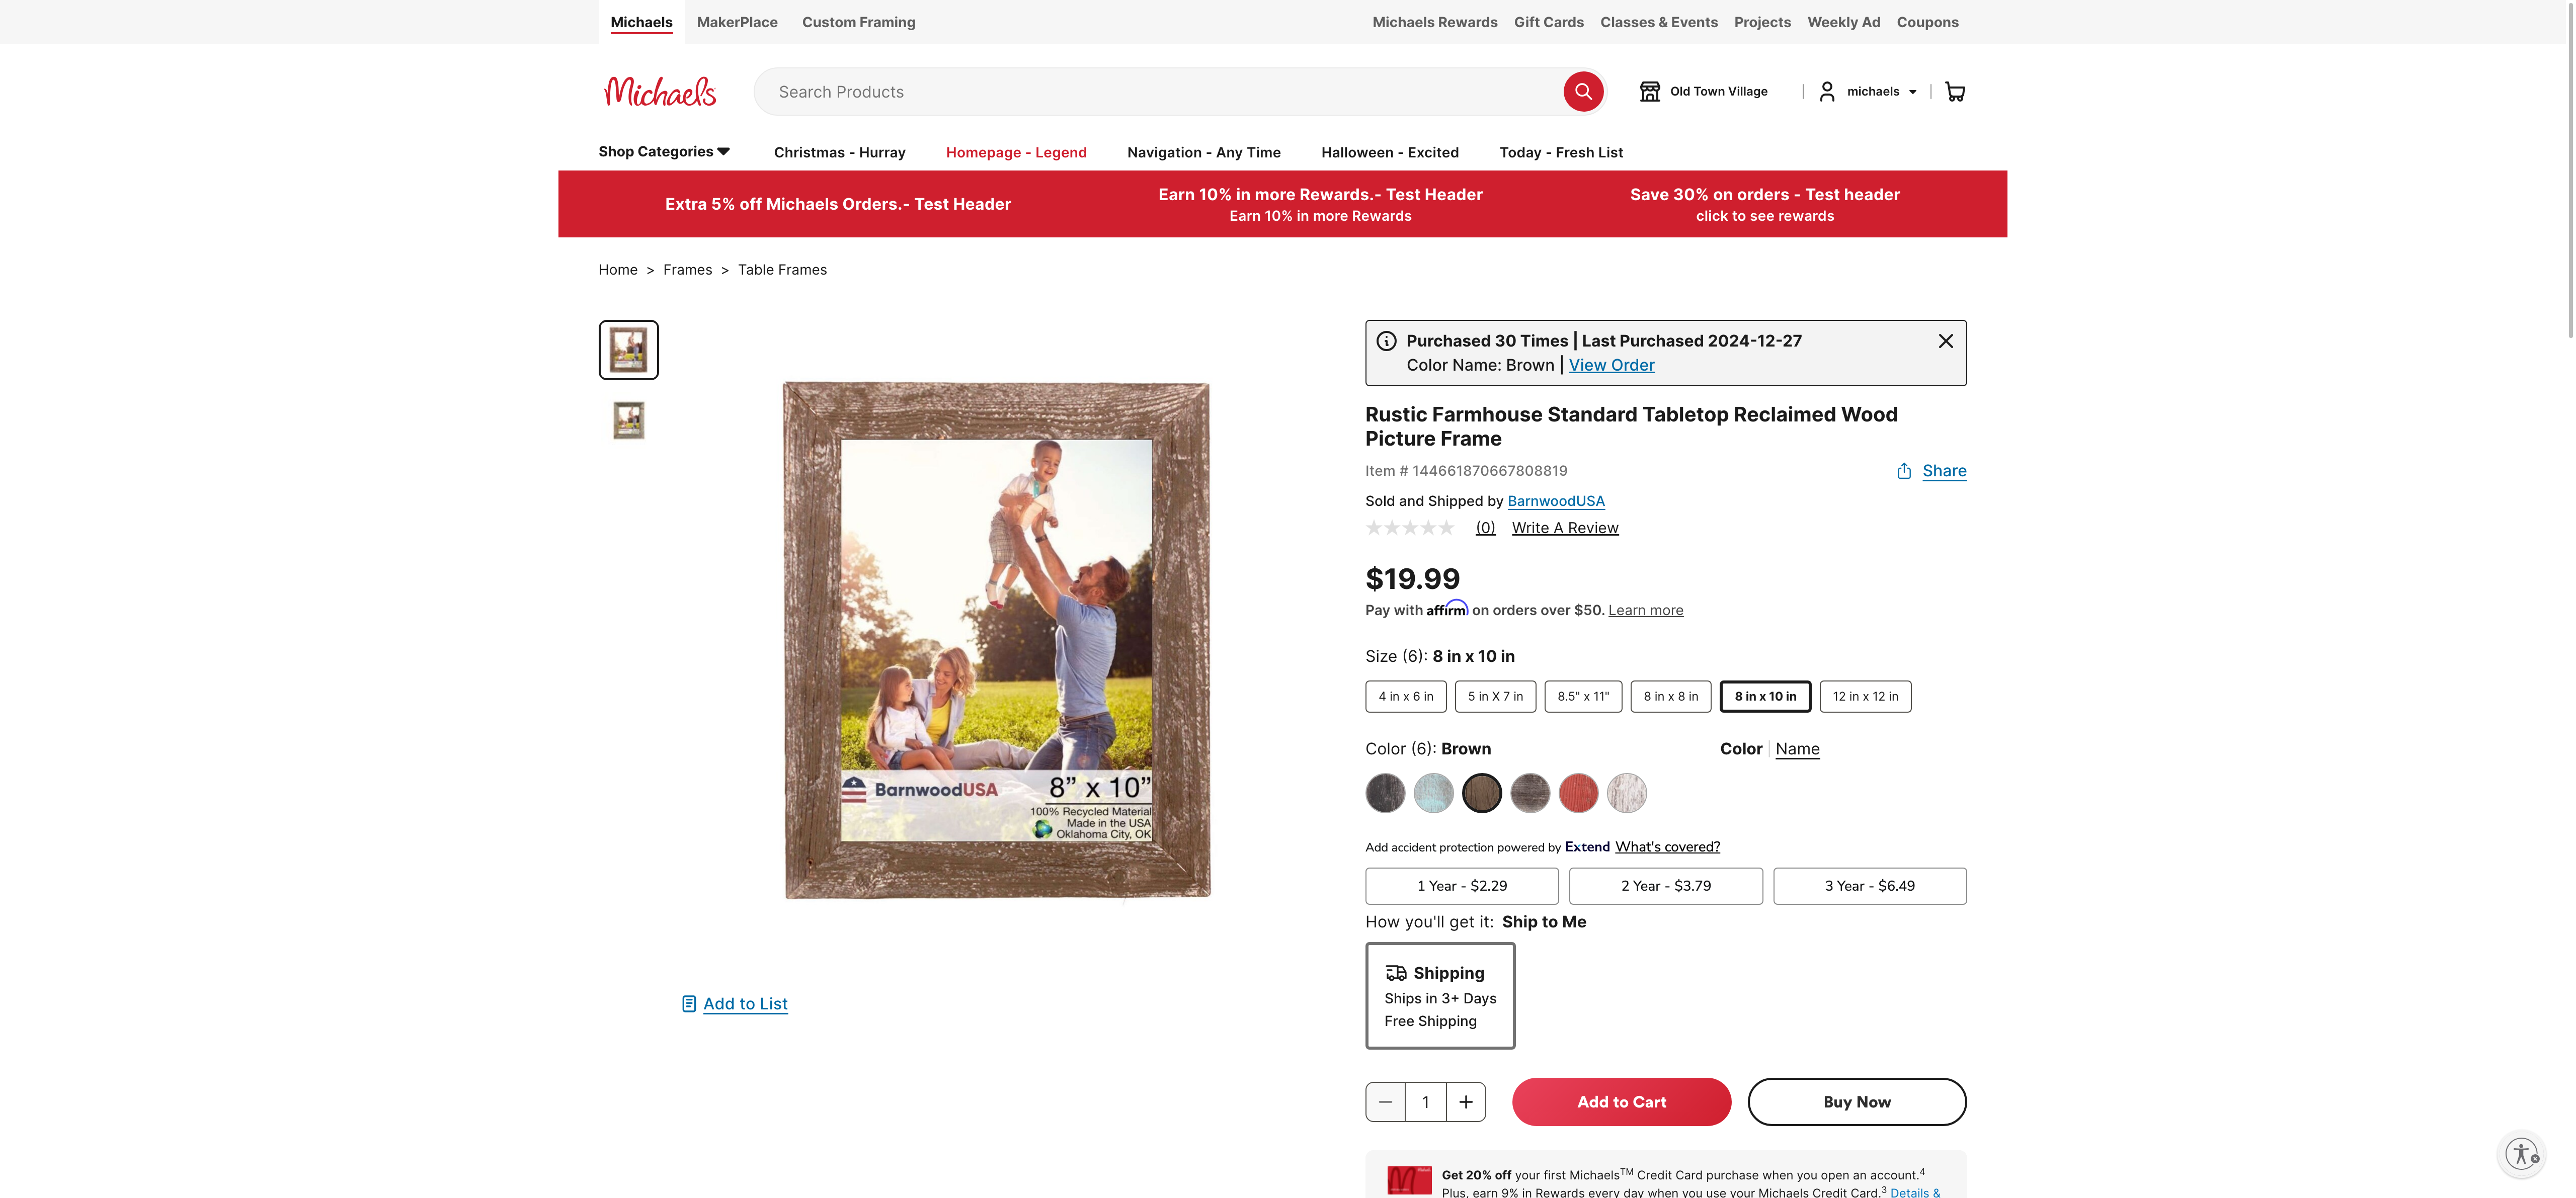 Michaels
MakerPlace
Custom Framing
Michaels Rewards
Gift Cards
Classes & Events
Projects
Weekly Ad
Coupons
Michaels
Search Products
Old Town Village
michaels
Shop Categories
Christmas - Hurray
Homepage - Legend
Navigation - Any Time
Halloween - Excited
Today - Fresh List
Extra 5% off Michaels Orders.- Test Header
Earn 10% in more Rewards.- Test Header
Earn 10% in more Rewards
Save 30% on orders - Test header
click to see rewards
Home > Frames > Table Frames
BarnwoodUSA
8” x 10”
100% Recycled Material
Made in the USA
Oklahoma City, OK
Add to List
Purchased 30 Times | Last Purchased 2024-12-27
Color Name: Brown | View Order
Rustic Farmhouse Standard Tabletop Reclaimed Wood
Picture Frame
Item # 144661870667808819
Share
Sold and Shipped by BarnwoodUSA
(0) Write A Review
$19.99
Pay with affirm on orders over $50. Learn more
Size (6): 8 in x 10 in
4 in x 6 in
5 in X 7 in
8.5" x 11"
8 in x 8 in
8 in x 10 in
12 in x 12 in
Color (6): Brown
Color | Name
Add accident protection powered by Extend What's covered?
1 Year - $2.29
2 Year - $3.79
3 Year - $6.49
How you'll get it: Ship to Me
Shipping
Ships in 3+ Days
Free Shipping
1
Add to Cart
Buy Now
Get 20% off your first Michaels™ Credit Card purchase when you open an account.⁴
Plus, earn 9% in Rewards every day when you use your Michaels Credit Card.³ Details &